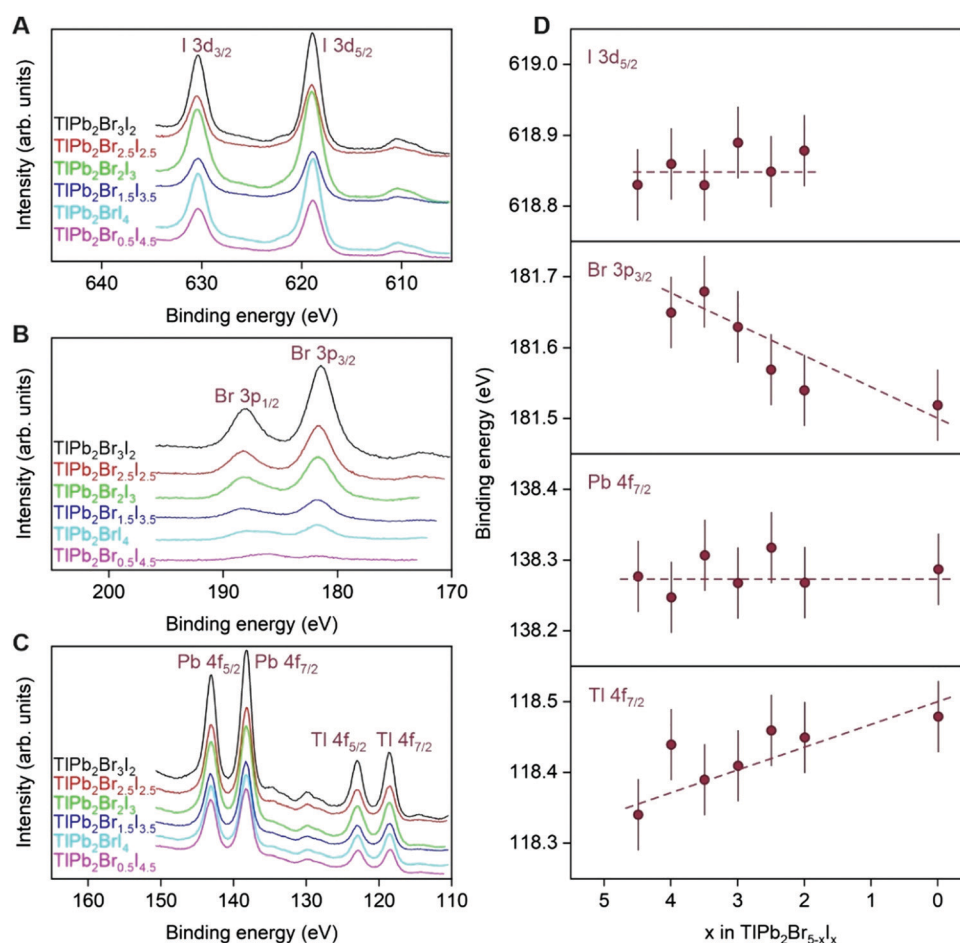 A
I 3d3/2
I 3d5/2
Intensity (arb. units)
TlPb2Br3I2
TlPb2Br2.5I2.5
TlPb2Br2I3
TlPb2Br1.5I3.5
TlPb2BrI4
TlPb2Br0.5I4.5
640 630 620 610
Binding energy (eV)
B
Br 3p3/2
Br 3p1/2
Intensity (arb. units)
TlPb2Br3I2
TlPb2Br2.5I2.5
TlPb2Br2I3
TlPb2Br1.5I3.5
TlPb2BrI4
TlPb2Br0.5I4.5
200 190 180 170
Binding energy (eV)
C
Pb 4f5/2 Pb 4f7/2
Tl 4f5/2 Tl 4f7/2
Intensity (arb. units)
TlPb2Br3I2
TlPb2Br2.5I2.5
TlPb2Br2I3
TlPb2Br1.5I3.5
TlPb2BrI4
TlPb2Br0.5I4.5
160 150 140 130 120 110
Binding energy (eV)
D
I 3d5/2
619.0
618.9
618.8
Br 3p3/2
181.7
181.6
181.5
Binding energy (eV)
Pb 4f7/2
138.4
138.3
138.2
Tl 4f7/2
118.5
118.4
118.3
5 4 3 2 1 0
x in TlPb2Br5-xIx